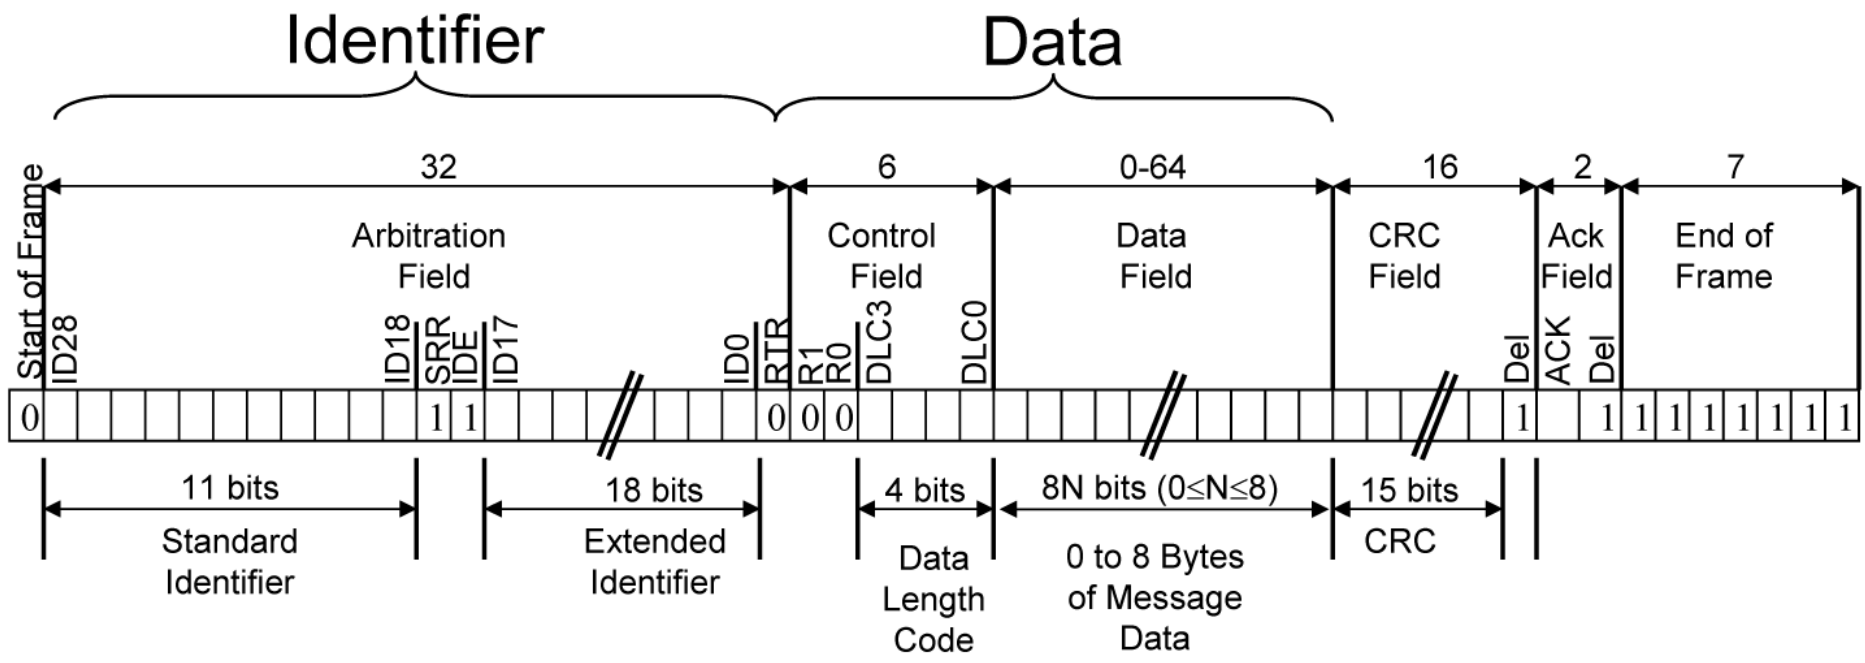 Identifier
Data
32
6
0-64
16
2
7
Start of Frame
Arbitration
Field
Control
Field
Data
Field
CRC
Field
Ack
Field
End of
Frame
ID28
ID18
SRR
IDE
ID17
ID0
RTR
R1
R0
DLC3
DLC0
Del
ACK
Del
0 1 1 0 0 0 1 1 1 1 1 1 1 1 1
11 bits
18 bits
4 bits
8N bits (0≤N≤8)
15 bits
Standard
Identifier
Extended
Identifier
Data
Length
Code
0 to 8 Bytes
of Message
Data
CRC